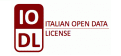 IO
DL
ITALIAN OPEN DATA
LICENSE